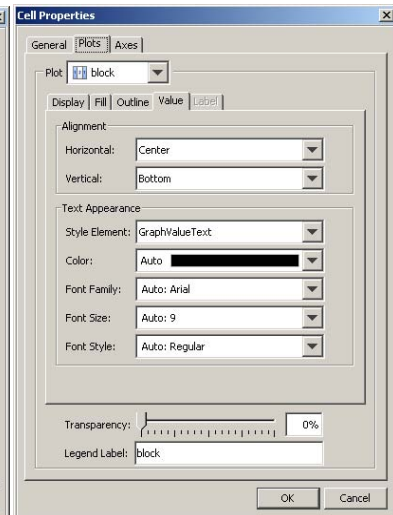 Cell Properties
General Plots Axes
Plot block
Display Fill Outline Value Label
Alignment
Horizontal: Center
Vertical: Bottom
Text Appearance
Style Element: GraphValueText
Color: Auto
Font Family: Auto: Arial
Font Size: Auto: 9
Font Style: Auto: Regular
Transparency: 0%
Legend Label: block
OK Cancel